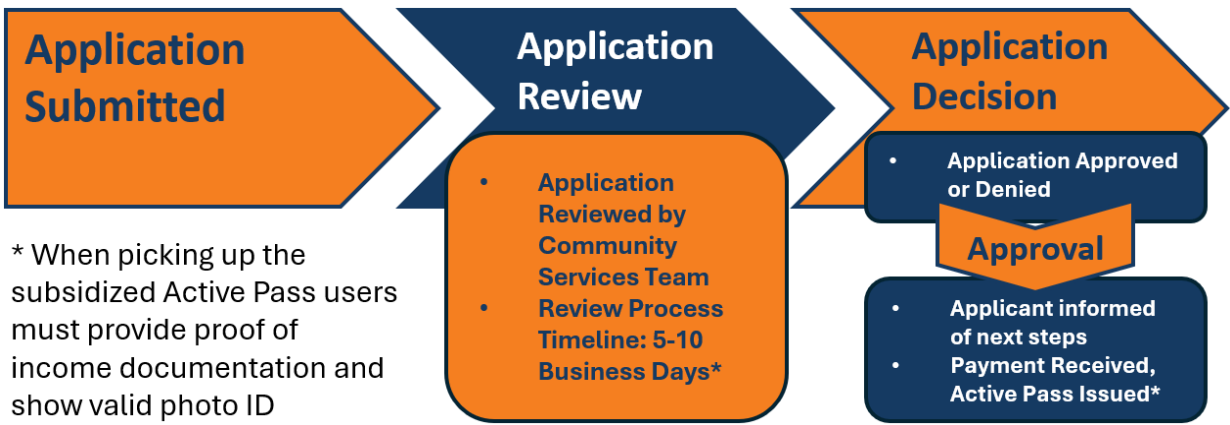 Application
Submitted
* When picking up the
subsidized Active Pass users
must provide proof of
income documentation and
show valid photo ID
Application
Review
• Application
Reviewed by
Community
Services Team
• Review Process
Timeline: 5-10
Business Days*
Application
Decision
• Application Approved
or Denied
Approval
• Applicant informed
of next steps
• Payment Received,
Active Pass Issued*